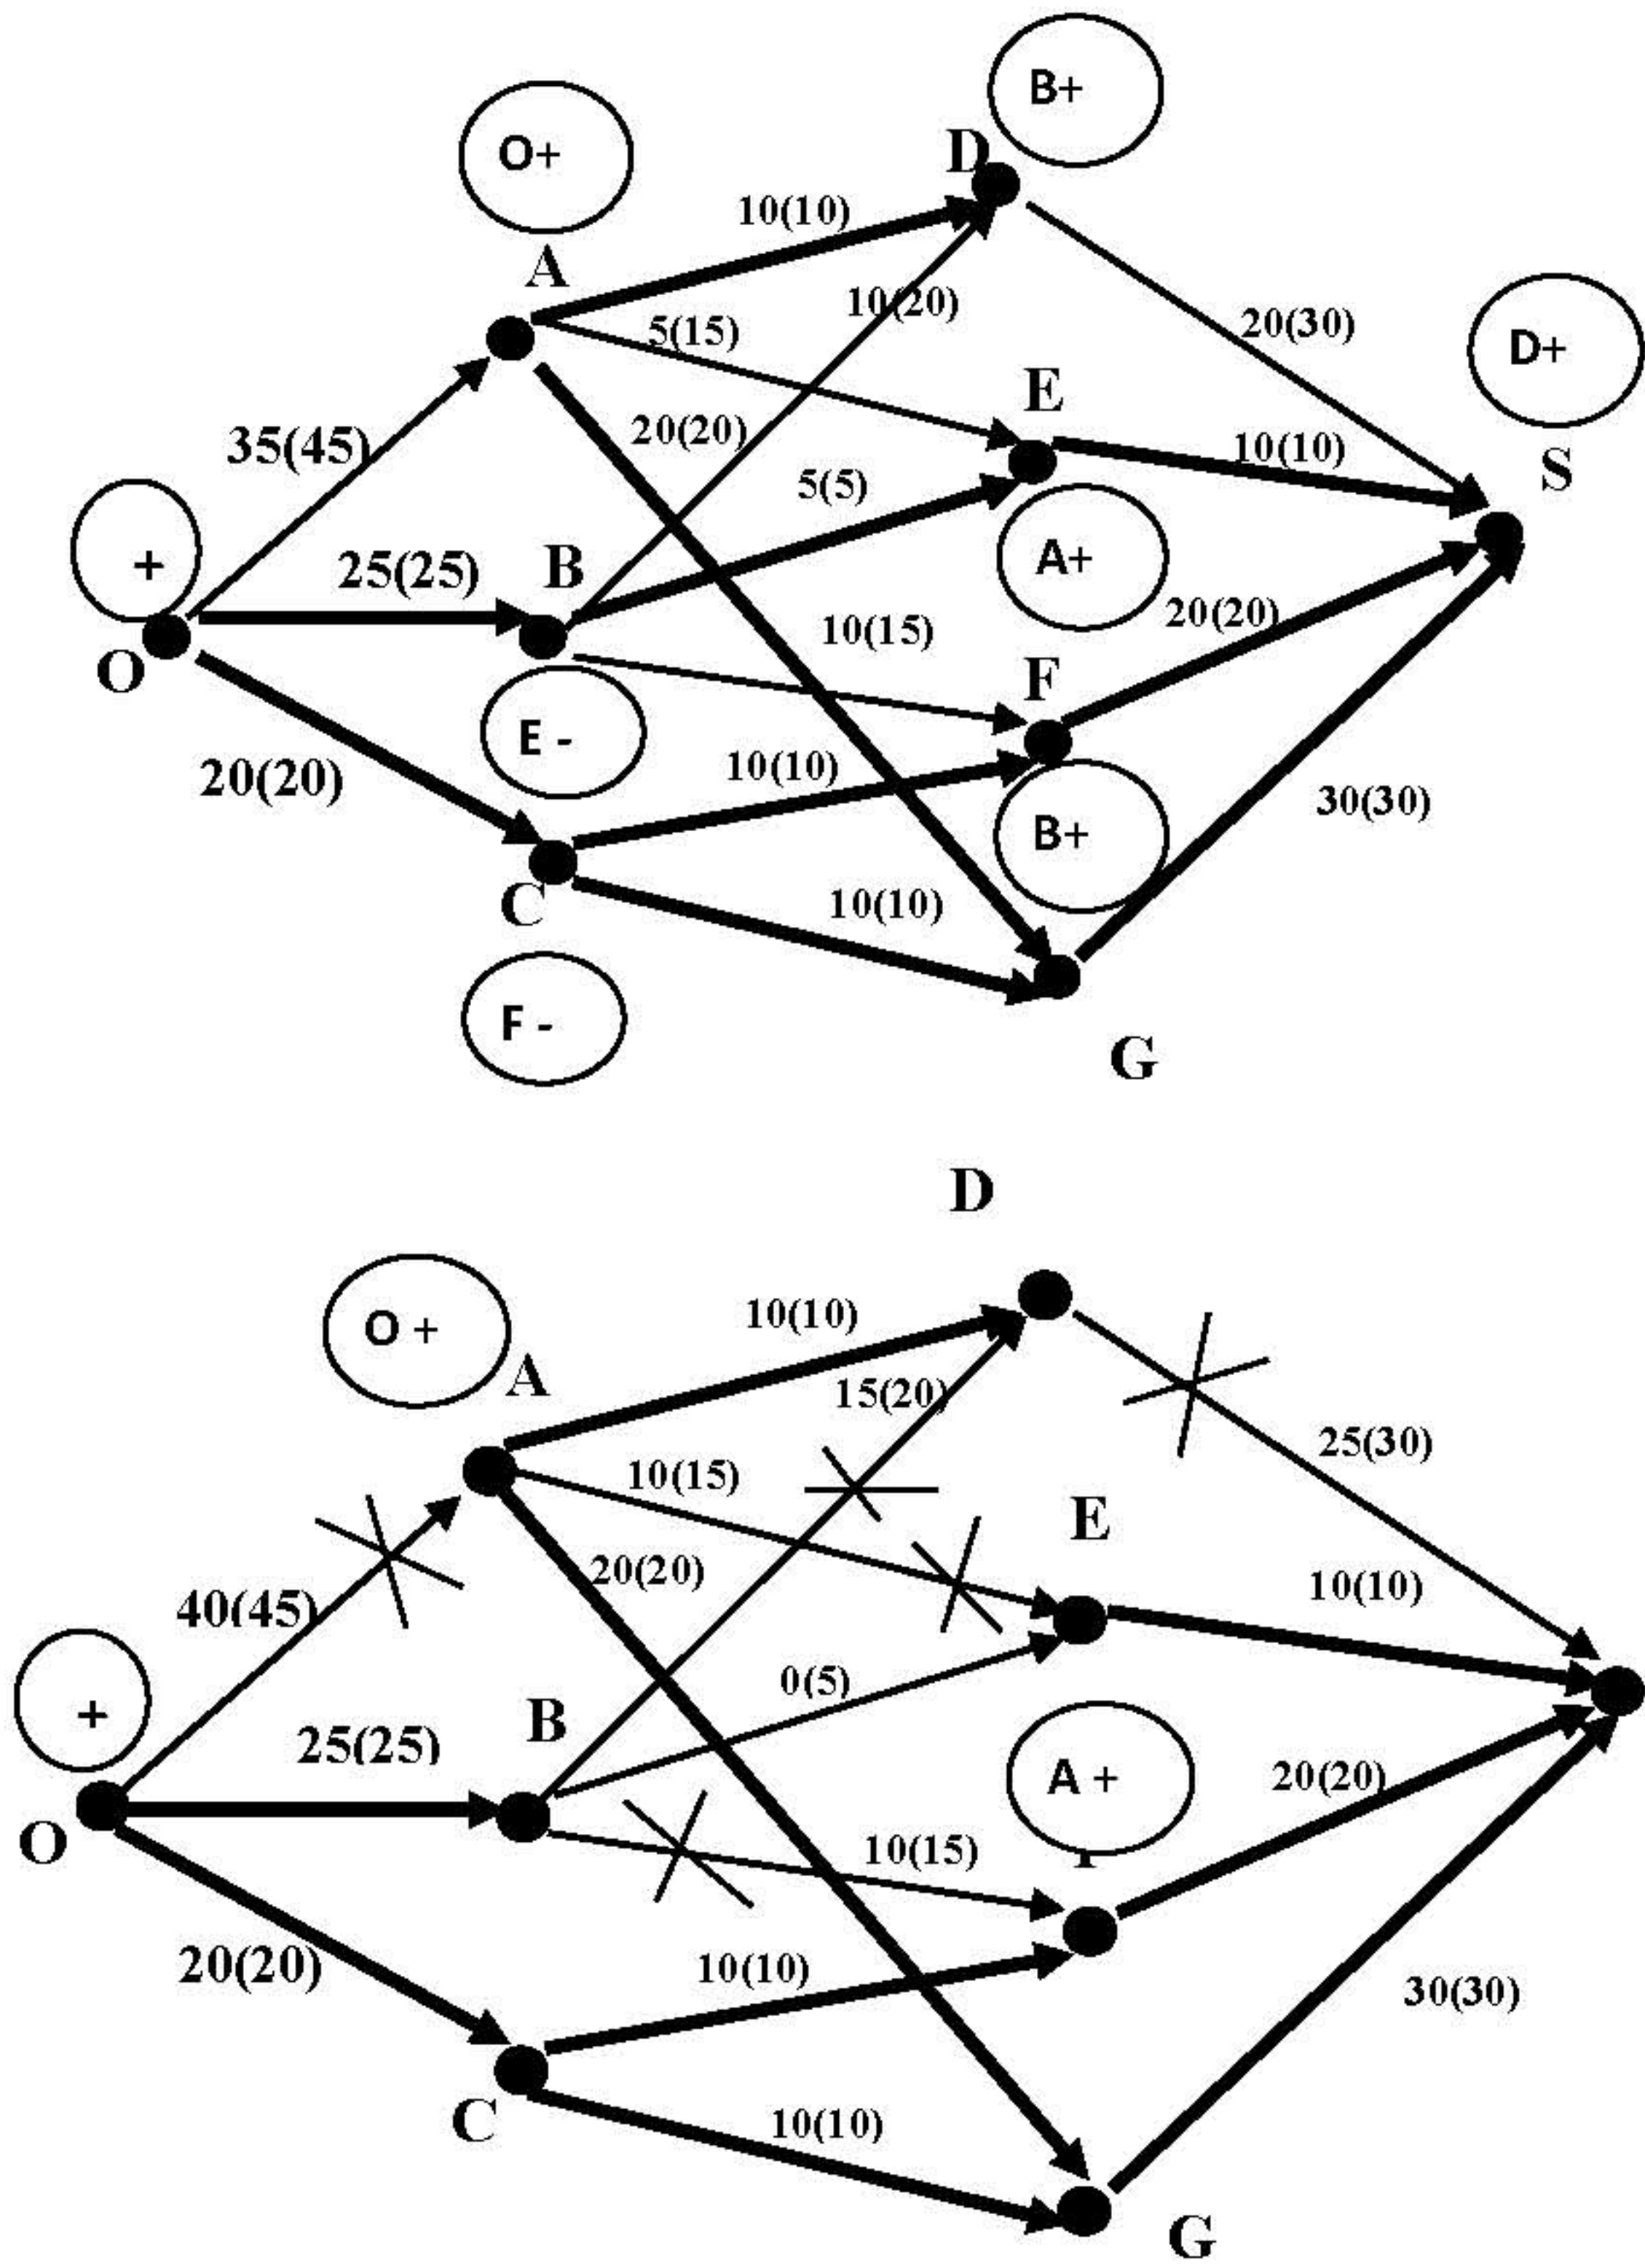 B+
O+
D
10(10)
A
10(20)
5(15)
20(30)
D+
E
20(20)
35(45)
10(10)
S
5(5)
+
B
25(25)
A+
O
10(15)
20(20)
F
E -
10(10)
20(20)
B+
30(30)
C
10(10)
F -
G
D
O +
10(10)
A
15(20)
25(30)
10(15)
E
20(20)
10(10)
40(45)
0(5)
+
B
25(25)
A +
20(20)
O
10(15)
20(20)
10(10)
30(30)
C
10(10)
G